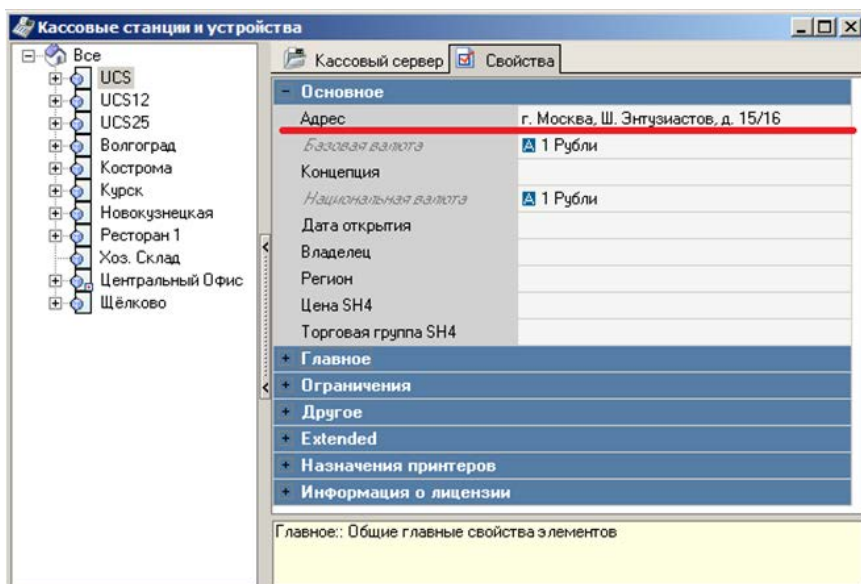 Кассовые станции и устройства
Все
UCS
UCS12
UCS25
Волгоград
Кострома
Курск
Новокузнецкая
Ресторан 1
Хоз. Склад
Центральный Офис
Щёлково
Кассовый сервер Свойства
Основное
Адрес г. Москва, Ш. Энтузиастов, д. 15/16
Базовая валюта 1 Рубли
Концепция
Национальная валюта 1 Рубли
Дата открытия
Владелец
Регион
Цена SH4
Торговая группа SH4
Главное
Ограничения
Другое
Extended
Назначения принтеров
Информация о лицензии
Главное:: Общие главные свойства элементов